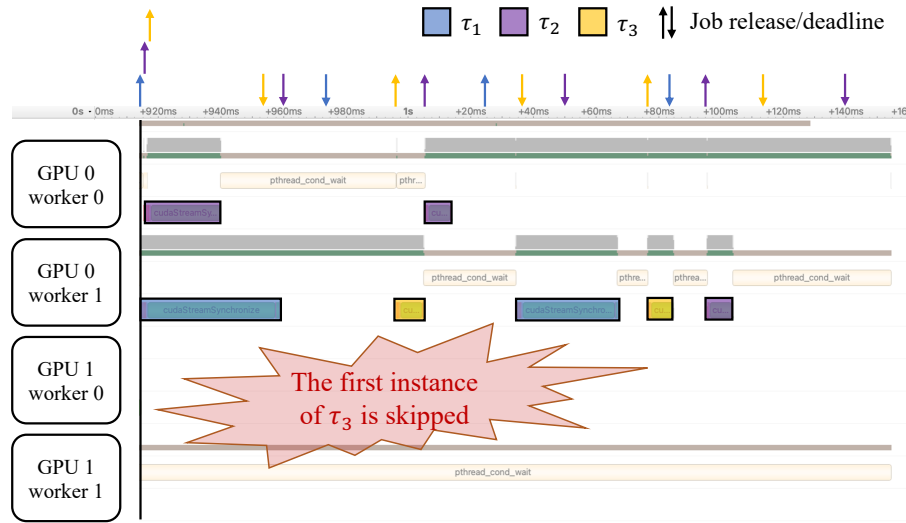 τ₁ τ₂ τ₃ Job release/deadline
0s - 0ms +920ms +940ms +960ms +980ms 1s +20ms +40ms +60ms +80ms +100ms +120ms +140ms +16
GPU 0
worker 0
pthread_cond_wait pthr...
cudaStreamSy... cu...
GPU 0
worker 1
pthread_cond_wait pthre... pthrea... pthread_cond_wait
cudaStreamSynchronize cu... cudaStreamSynchro... cu... cu...
GPU 1
worker 0
The first instance
of τ₃ is skipped
GPU 1
worker 1
pthread_cond_wait